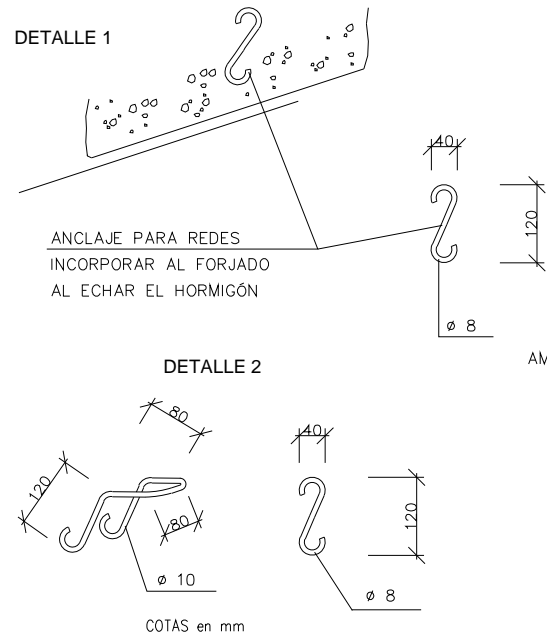 DETALLE 1
40
120
ANCLAJE PARA REDES
INCORPORAR AL FORJADO
AL ECHAR EL HORMIGÓN
ø 8
AM
DETALLE 2
80
40
120
80
120
ø 10
ø 8
COTAS en mm